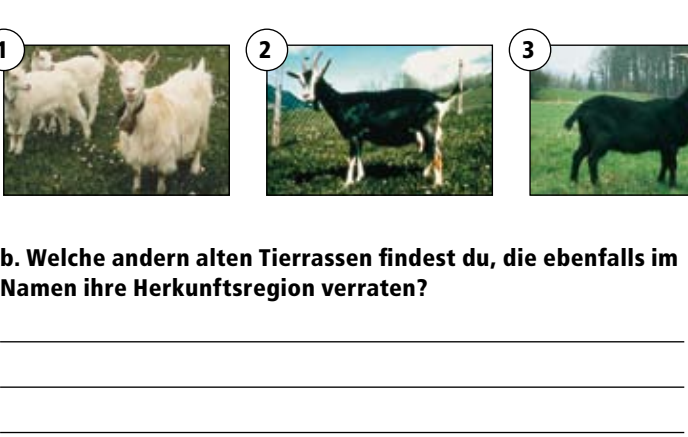 1
2
3
b. Welche andern alten Tierrassen findest du, die ebenfalls im
Namen ihre Herkunftsregion verraten?